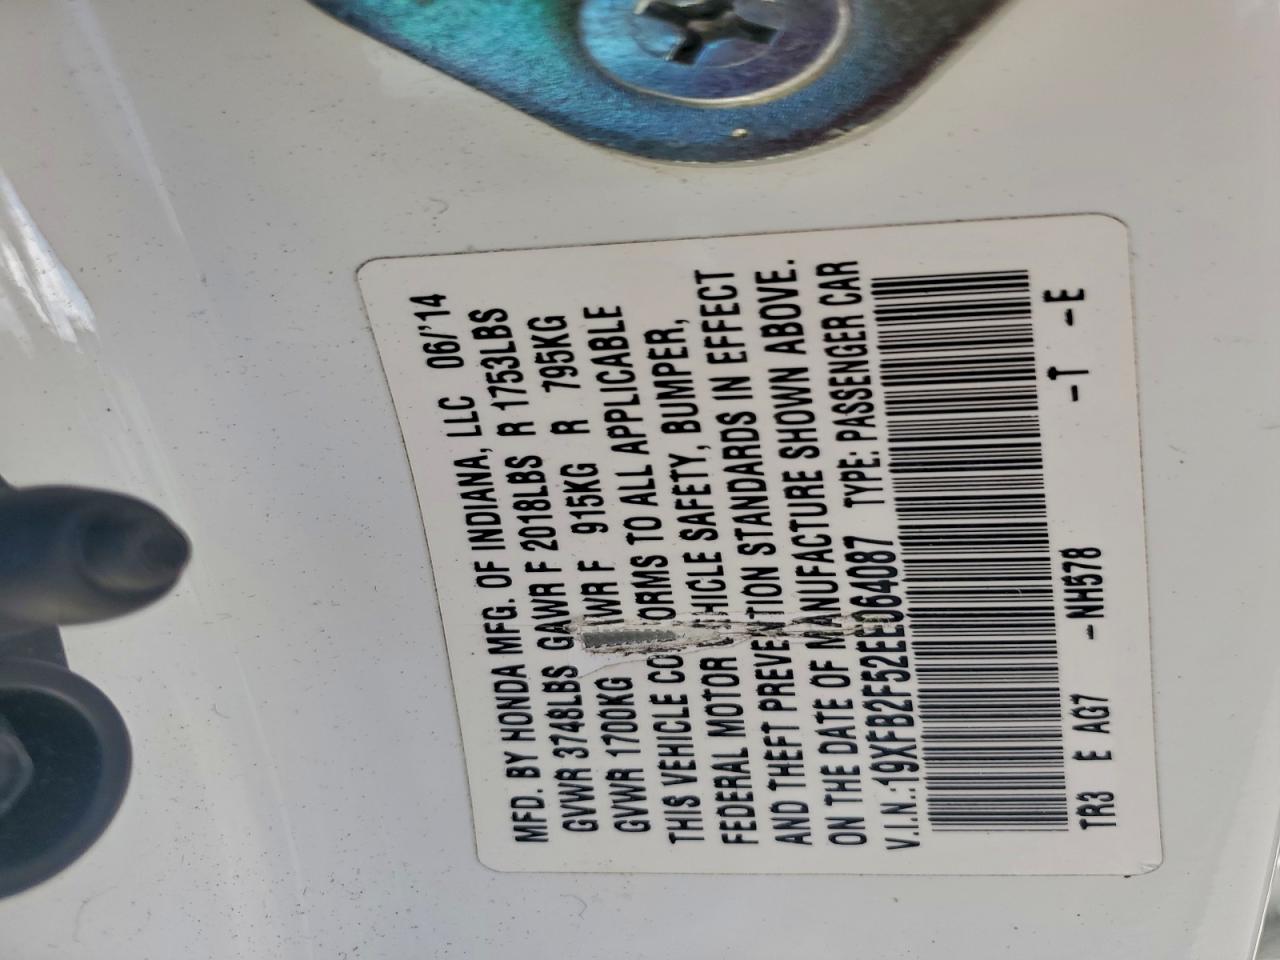 MFD. BY HONDA MFG. OF INDIANA, LLC 06/'14
GVWR 3748LBS GAWR F 2018LBS R 1753LBS
GVWR 1700KG WR F 915KG R 795KG
THIS VEHICLE CO ORMS TO ALL APPLICABLE
FEDERAL MOTOR HICLE SAFETY, BUMPER,
AND THEFT PREVE TION STANDARDS IN EFFECT
ON THE DATE OF MANUFACTURE SHOWN ABOVE.
V.I.N.:19XFB2F52EE064087 TYPE: PASSENGER CAR
TR3 E AG7 -NH578 -T -E